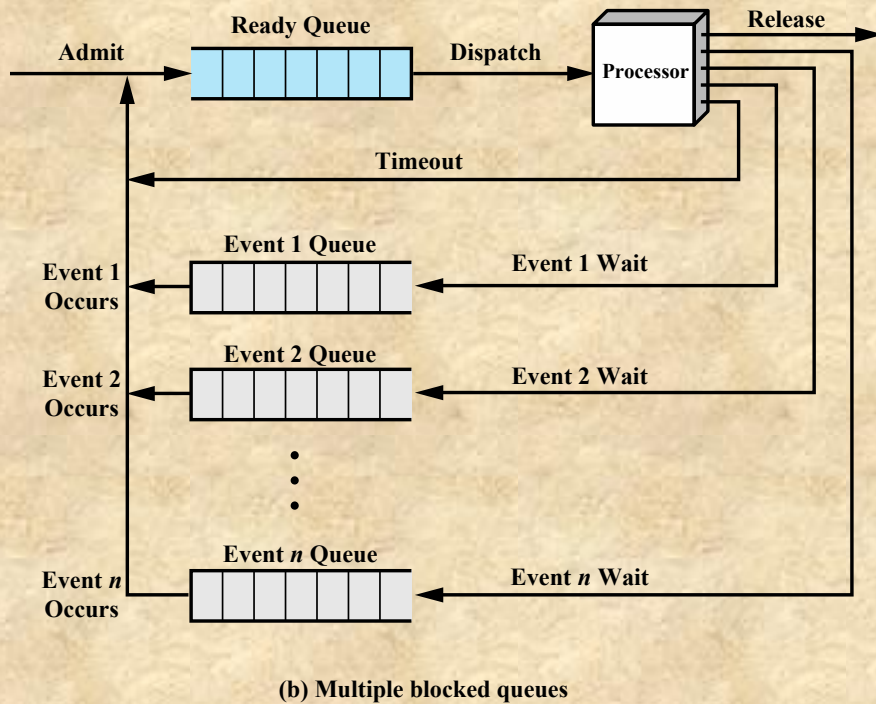 Ready Queue
Release
Admit
Dispatch
Processor
Timeout
Event 1 Queue
Event 1
Occurs
Event 1 Wait
Event 2 Queue
Event 2
Occurs
Event 2 Wait
Event n Queue
Event n
Occurs
Event n Wait
(b) Multiple blocked queues